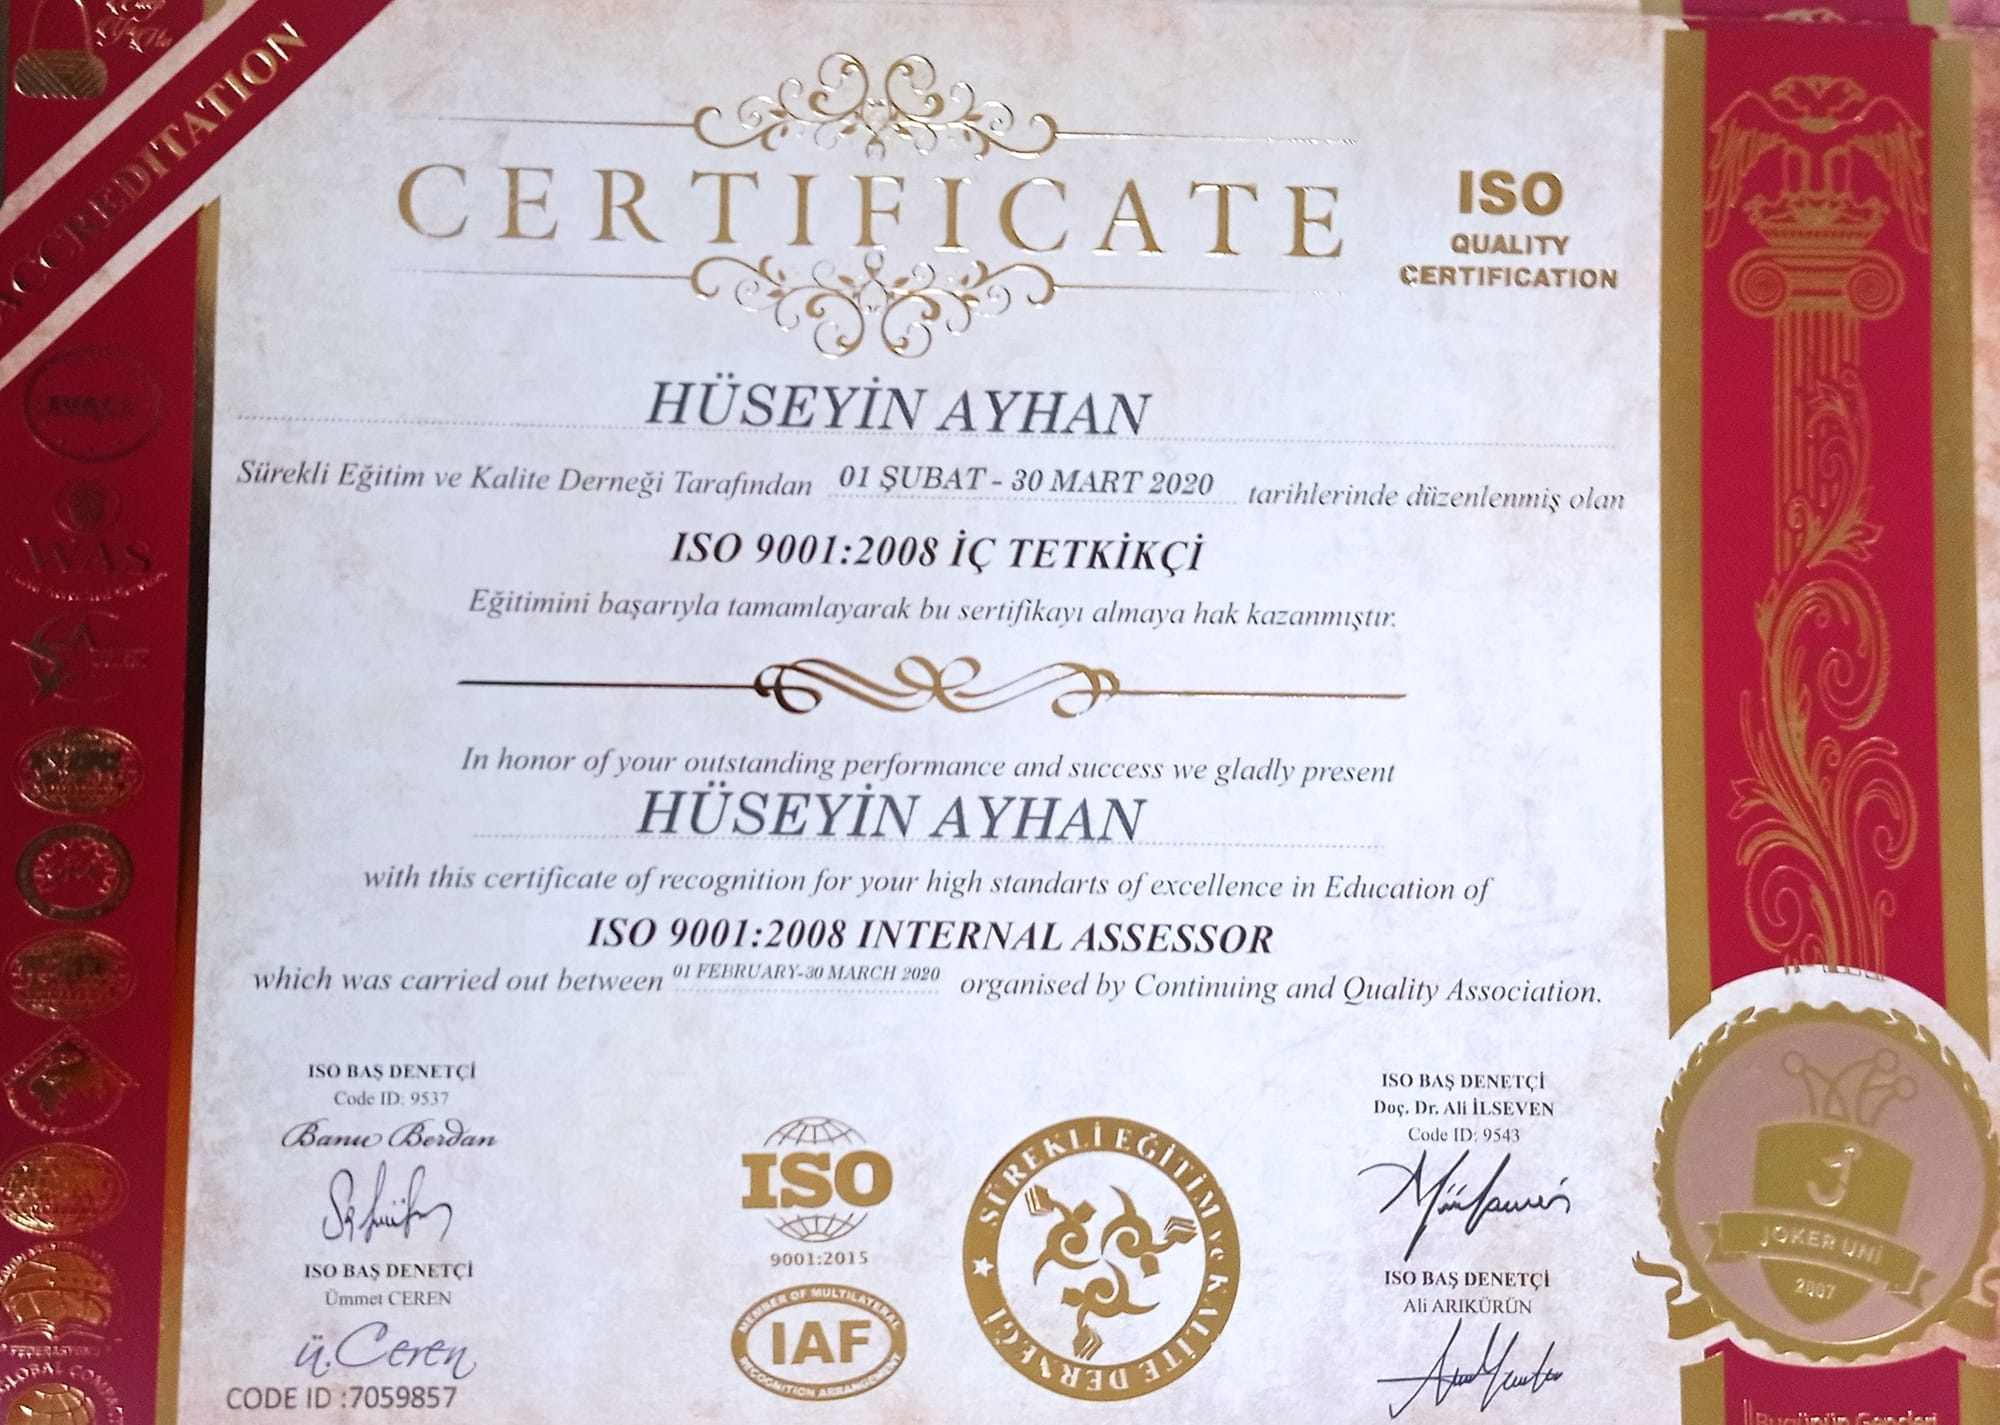 ACCREDITATION
CERTIFICATE
ISO
QUALITY
CERTIFICATION
HÜSEYİN AYHAN
Sürekli Eğitim ve Kalite Derneği Tarafından 01 ŞUBAT - 30 MART 2020 tarihlerinde düzenlenmiş olan
ISO 9001:2008 İÇ TETKİKÇİ
Eğitimini başarıyla tamamlayarak bu sertifikayı almaya hak kazanmıştır.
In honor of your outstanding performance and success we gladly present
HÜSEYİN AYHAN
with this certificate of recognition for your high standarts of excellence in Education of
ISO 9001:2008 INTERNAL ASSESSOR
which was carried out between 01 FEBRUARY-30 MARCH 2020 organised by Continuing and Quality Association.
ISO BAŞ DENETÇİ
Code ID: 9537
Banu Berdan
ISO BAŞ DENETÇİ
Ümmet CEREN
Ü.Ceren
CODE ID :7059857
ISO
9001:2015
MEMBER OF MULTILATERAL
IAF
RECOGNITION ARRANGEMENT
SÜREKLİ EĞİTİM ve KALİTE DERNEĞİ
ISO BAŞ DENETÇİ
Doç. Dr. Ali İLSEVEN
Code ID: 9543
ISO BAŞ DENETÇİ
Ali ARIKÜRÜN
WAS
FEDERASYONU
GLOBAL
J
JOKER UNİ
2007
Bugünün Gençleri